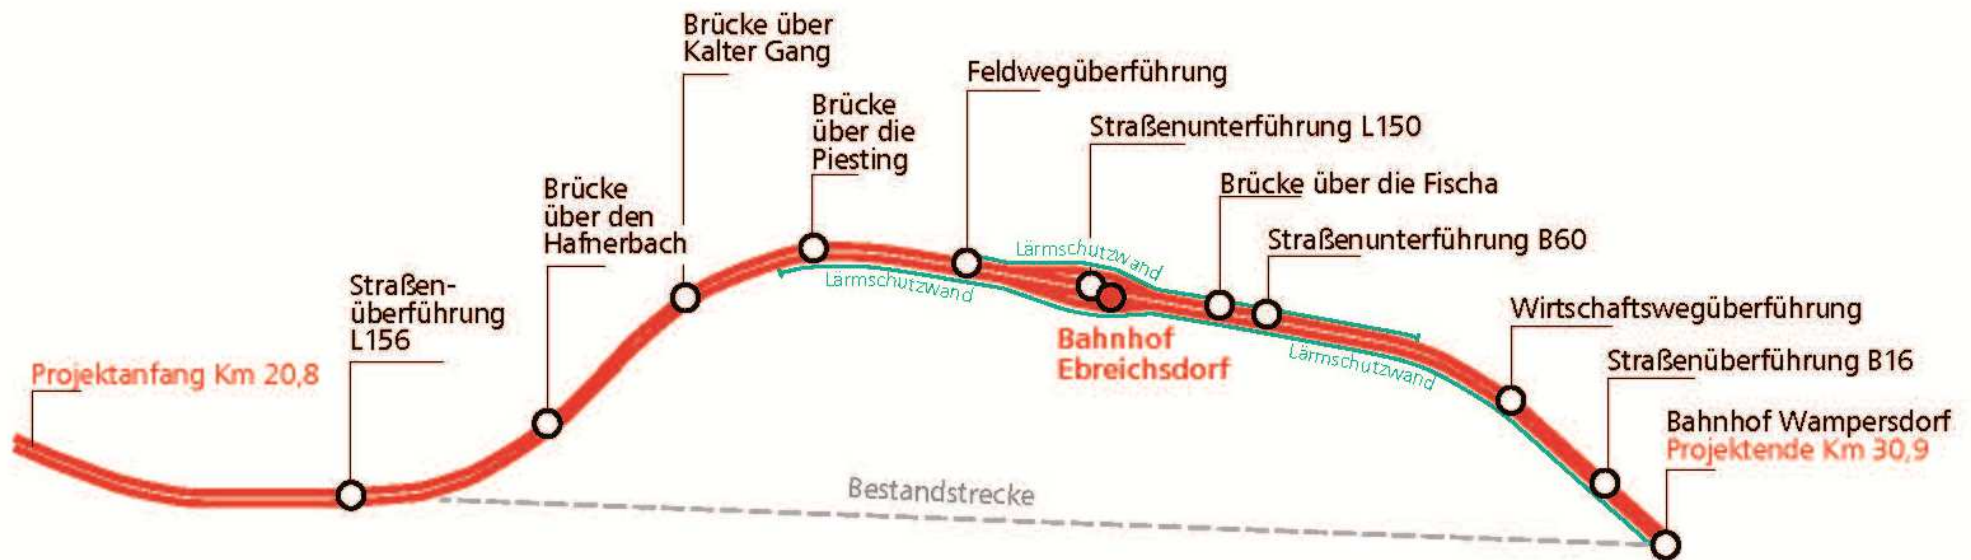 Projektanfang Km 20,8
Straßen-
überführung
L156
Brücke
über den
Hafnerbach
Brücke über
Kalter Gang
Brücke
über die
Piesting
Feldwegüberführung
Straßenunterführung L150
Brücke über die Fischa
Straßenunterführung B60
Lärmschutzwand
Lärmschutzwand
Bahnhof
Ebreichsdorf
Lärmschutzwand
Wirtschaftswegüberführung
Straßenüberführung B16
Bahnhof Wampersdorf
Projektende Km 30,9
Bestandstrecke